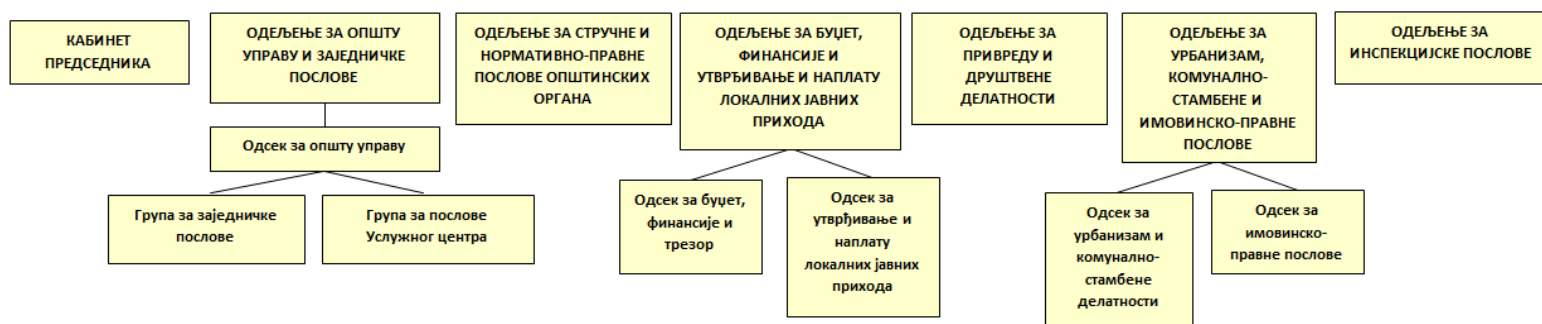 КАБИНЕТ
ПРЕДСЕДНИКА
ОДЕЉЕЊЕ ЗА ОПШТУ
УПРАВУ И ЗАЈЕДНИЧКЕ
ПОСЛОВЕ
ОДЕЉЕЊЕ ЗА СТРУЧНЕ И
НОРМАТИВНО-ПРАВНЕ
ПОСЛОВЕ ОПШТИНСКИХ
ОРГАНА
ОДЕЉЕЊЕ ЗА БУЏЕТ,
ФИНАНСИЈЕ И
УТВРЂИВАЊЕ И НАПЛАТУ
ЛОКАЛНИХ ЈАВНИХ
ПРИХОДА
ОДЕЉЕЊЕ ЗА
ПРИВРЕДУ И
ДРУШТВЕНЕ
ДЕЛАТНОСТИ
ОДЕЉЕЊЕ ЗА
УРБАНИЗАМ,
КОМУНАЛНО-
СТАМБЕНЕ И
ИМОВИНСКО-ПРАВНЕ
ПОСЛОВЕ
ОДЕЉЕЊЕ ЗА
ИНСПЕКЦИЈСКЕ ПОСЛОВЕ
Одсек за општу управу
Група за заједничке
послове
Група за послове
Услужног центра
Одсек за буџет,
финансије и
трезор
Одсек за
утврђивање и
наплату
локалних јавних
прихода
Одсек за
урбанизам и
комунално-
стамбене
делатности
Одсек за
имовинско-
правне послове